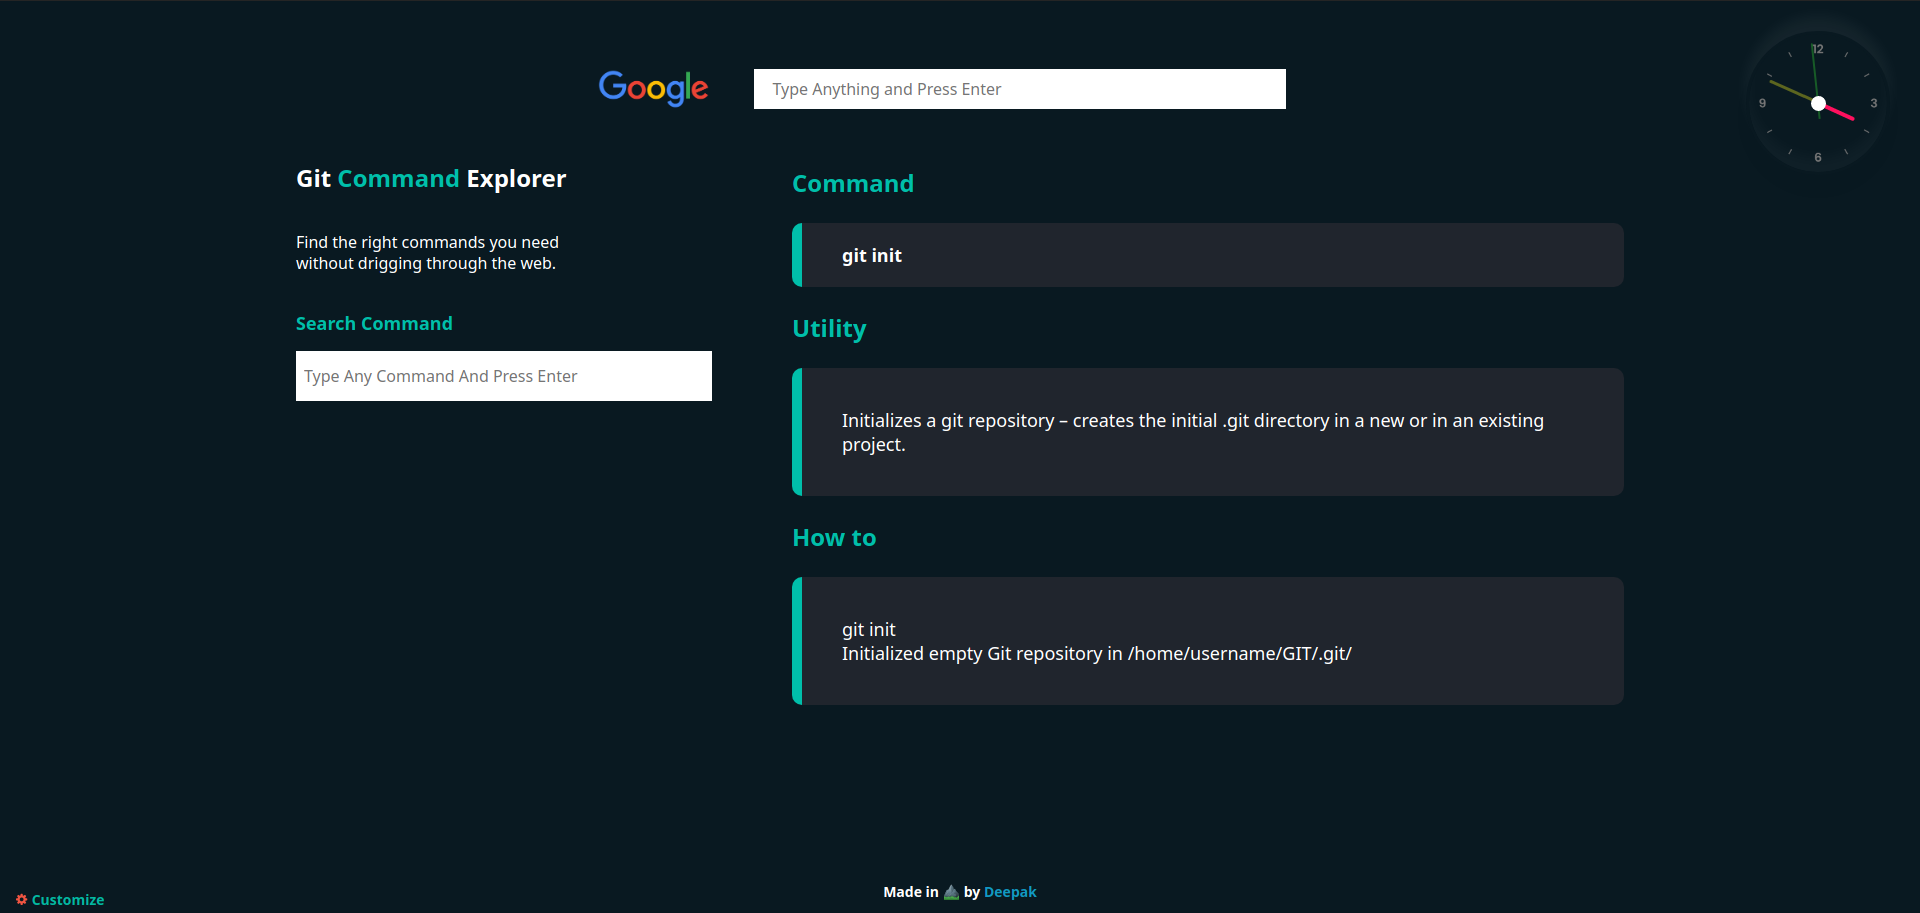 Google
Type Anything and Press Enter
12
3
6
9
Git Command Explorer
Find the right commands you need
without drigging through the web.
Search Command
Type Any Command And Press Enter
Command
git init
Utility
Initializes a git repository – creates the initial .git directory in a new or in an existing
project.
How to
git init
Initialized empty Git repository in /home/username/GIT/.git/
Customize
Made in by Deepak